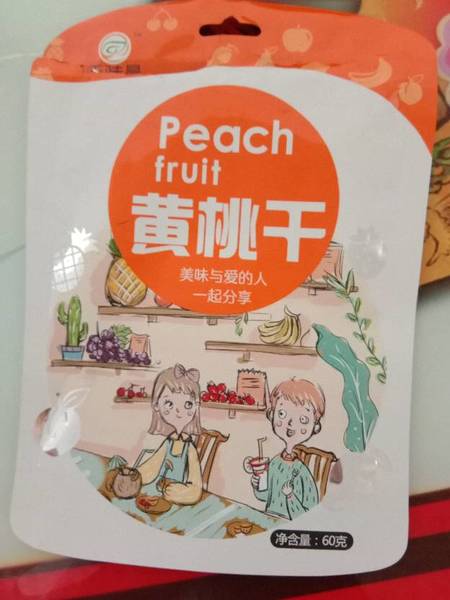 Peach
fruit
黄桃干
美味与爱的人
一起分享
净含量：60克